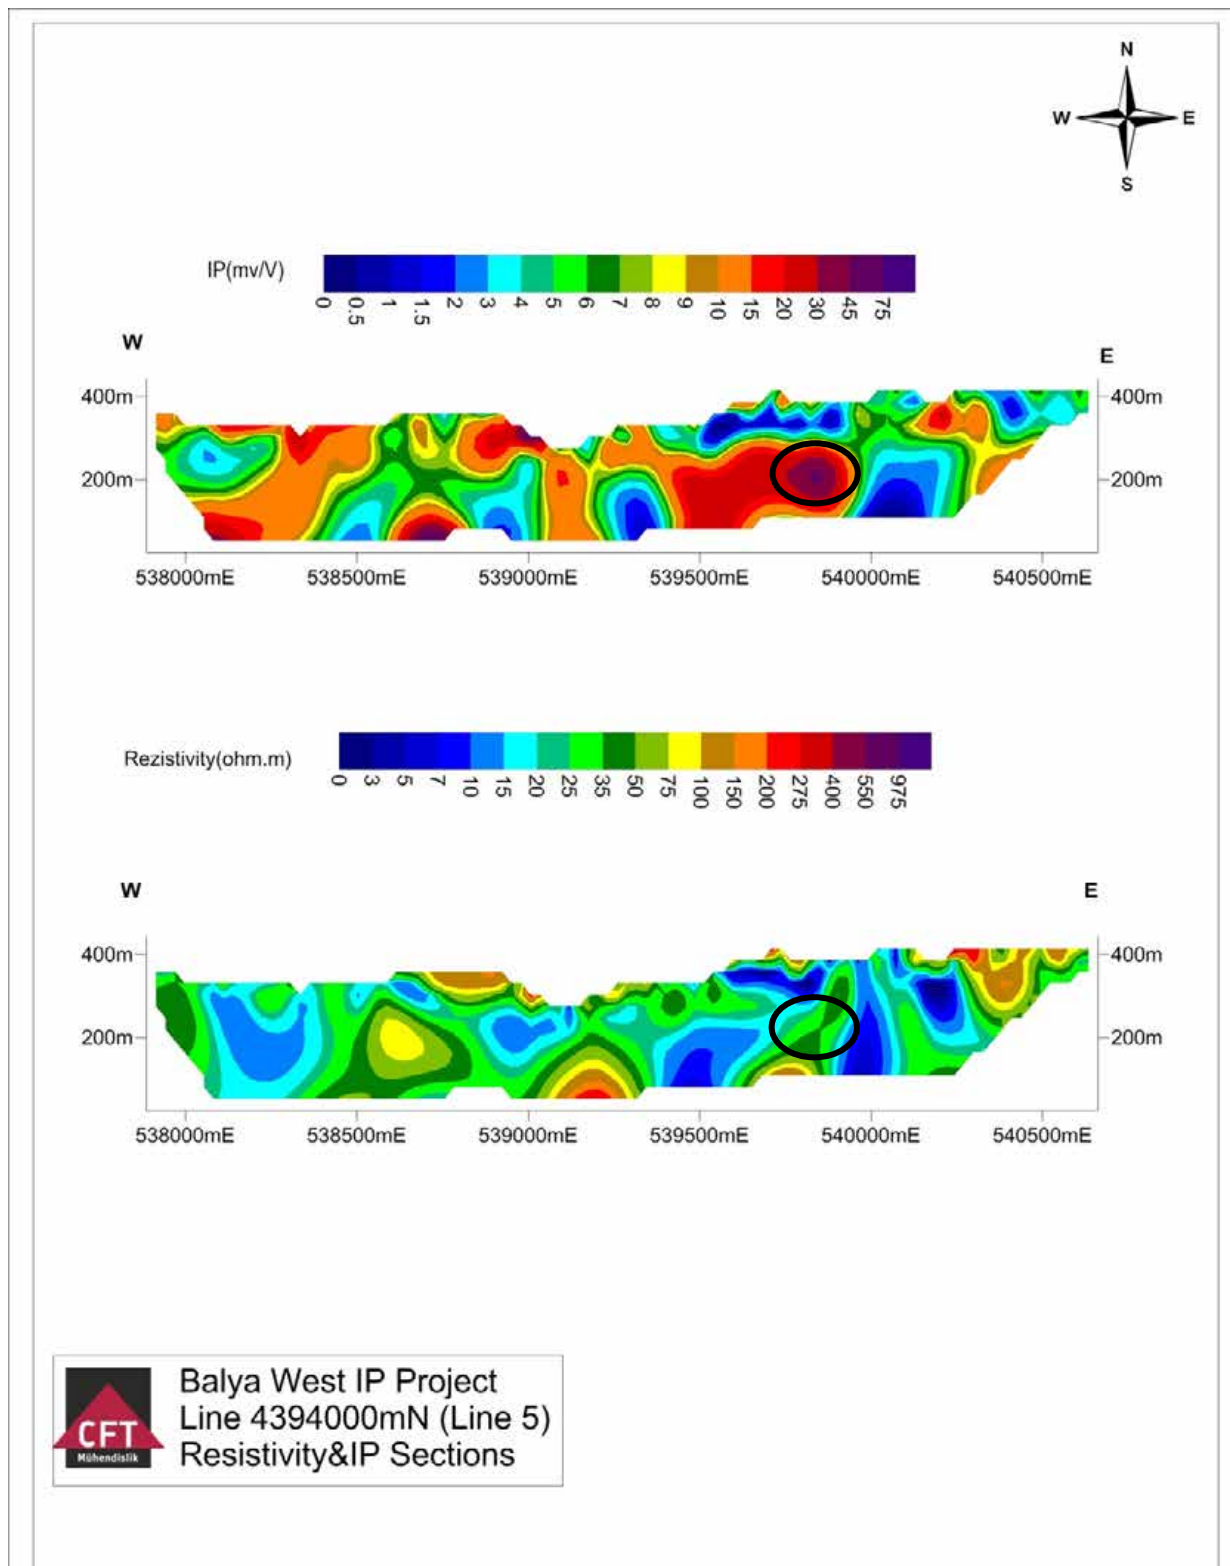 N
W E
S
IP(mv/V)
0 0.5 1 1.5 2 3 4 5 6 7 8 9 10 15 20 30 45 75
W
E
400m 400m
200m 200m
538000mE 538500mE 539000mE 539500mE 540000mE 540500mE
Rezistivity(ohm.m)
0 3 5 7 10 15 20 25 35 50 75 100 150 200 275 400 550 975
W E
400m 400m
200m 200m
538000mE 538500mE 539000mE 539500mE 540000mE 540500mE
Balya West IP Project
Line 4394000mN (Line 5)
Resistivity&IP Sections
CFT
Mühendislik